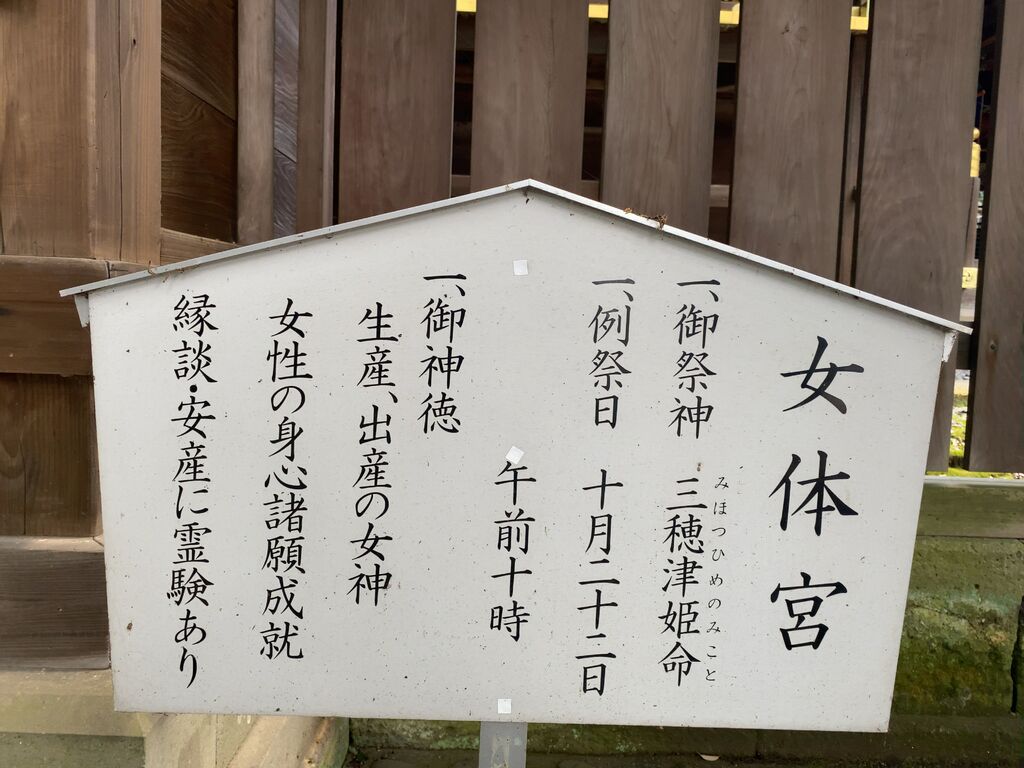 女体宮
一、御祭神 三穂津姫命
みほつひめのみこと
一、例祭日 十月二十二日
午前十時
一、御神徳
生産、出産の女神
女性の身心諸願成就
縁談・安産に霊験あり